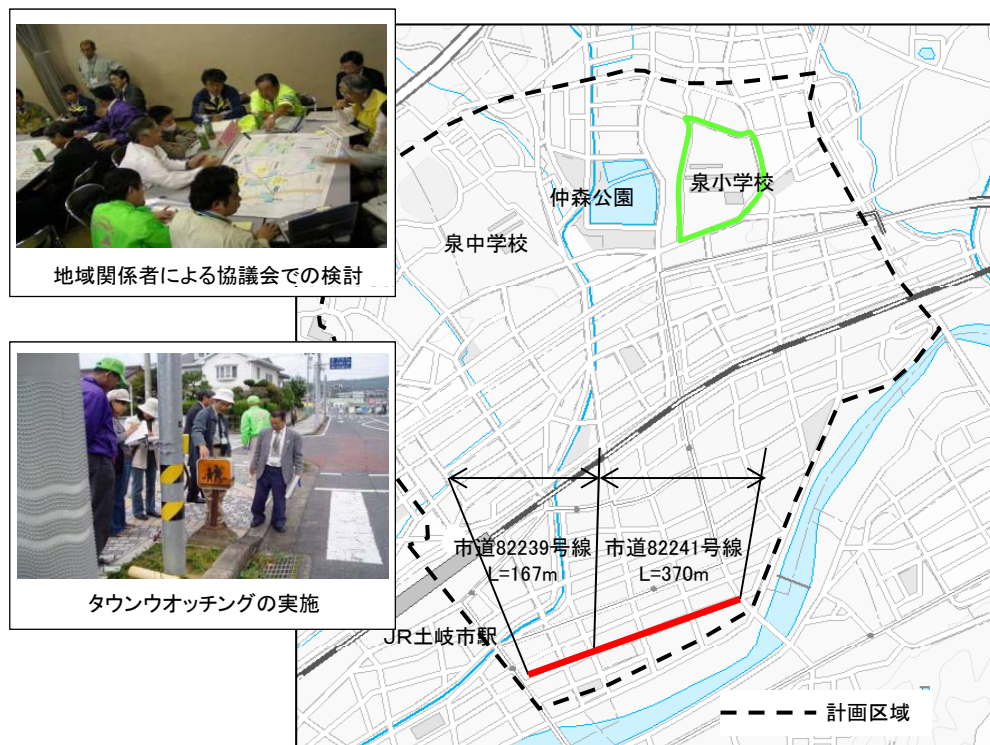 地域関係者による協議会での検討
タウンウオッチングの実施
泉小学校
仲森公園
泉中学校
市道82239号線
L=167m
市道82241号線
L=370m
JR土岐市駅
計画区域